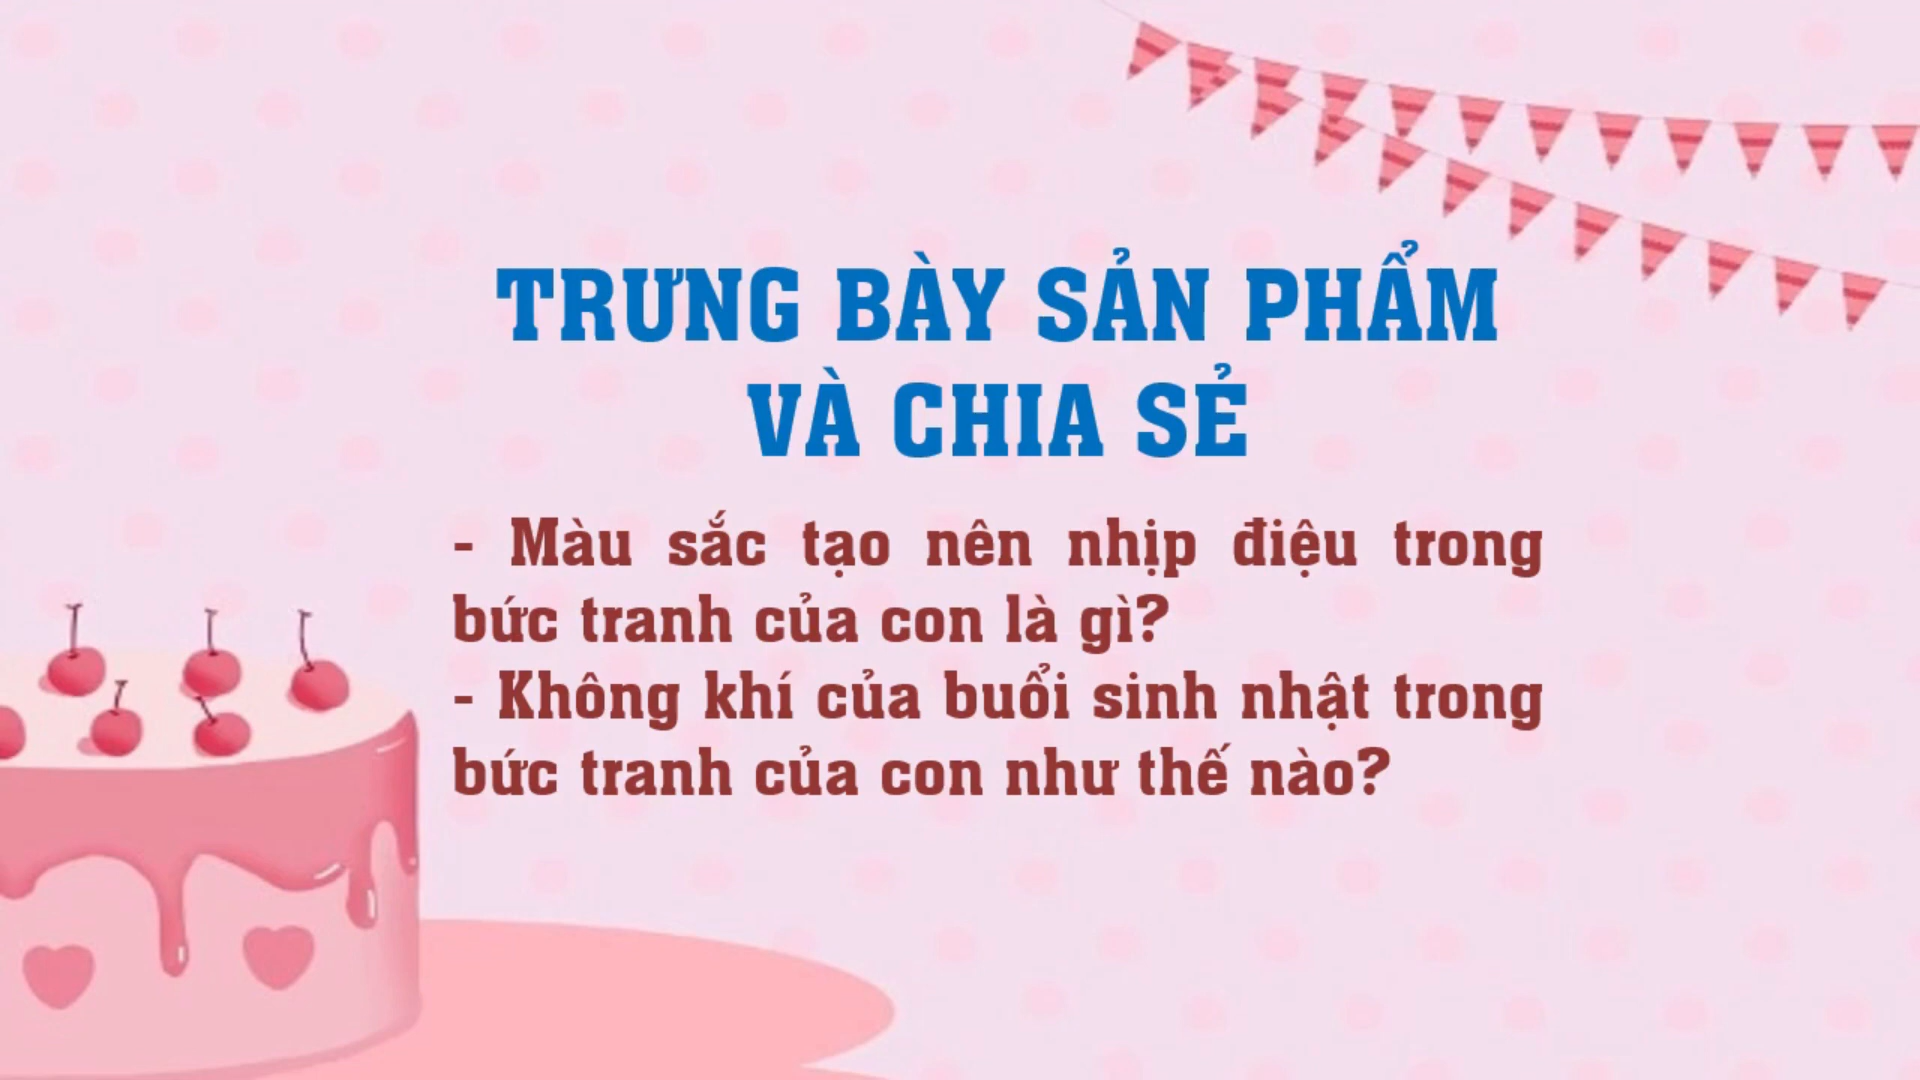 TRƯNG BÀY SẢN PHẨM
VÀ CHIA SẺ
- Màu sắc tạo nên nhịp điệu trong
bức tranh của con là gì?
- Không khí của buổi sinh nhật trong
bức tranh của con như thế nào?